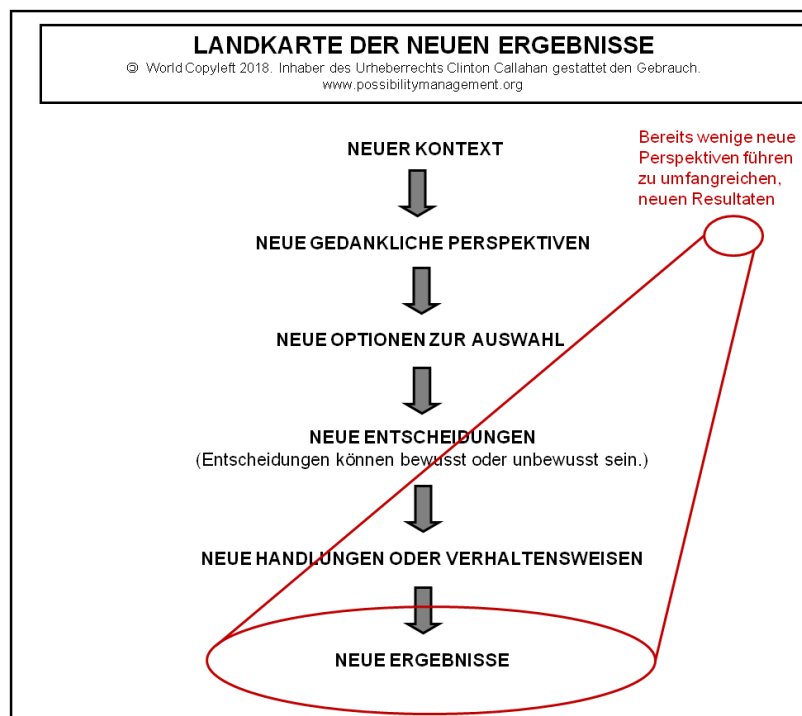 LANDKARTE DER NEUEN ERGEBNISSE
© World Copyleft 2018. Inhaber des Urheberrechts Clinton Callahan gestattet den Gebrauch.
www.possibilitymanagement.org
Bereits wenige neue
Perspektiven führen
zu umfangreichen,
neuen Resultaten
NEUER KONTEXT
NEUE GEDANKLICHE PERSPEKTIVEN
NEUE OPTIONEN ZUR AUSWAHL
NEUE ENTSCHEIDUNGEN
(Entscheidungen können bewusst oder unbewusst sein.)
NEUE HANDLUNGEN ODER VERHALTENSWEISEN
NEUE ERGEBNISSE